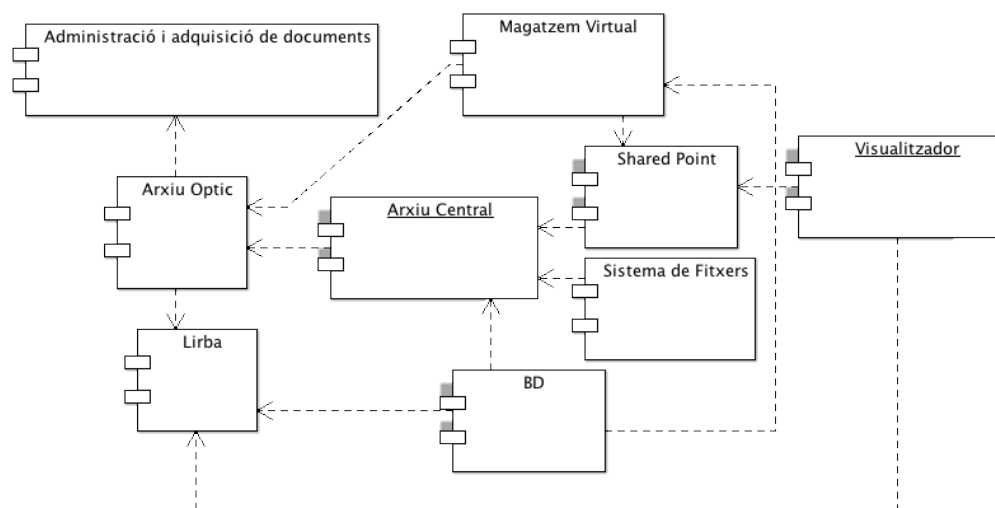 Administració i adquisició de documents
Magatzem Virtual
Visualitzador
Shared Point
Arxiu Optic
Arxiu Central
Sistema de Fitxers
Lirba
BD